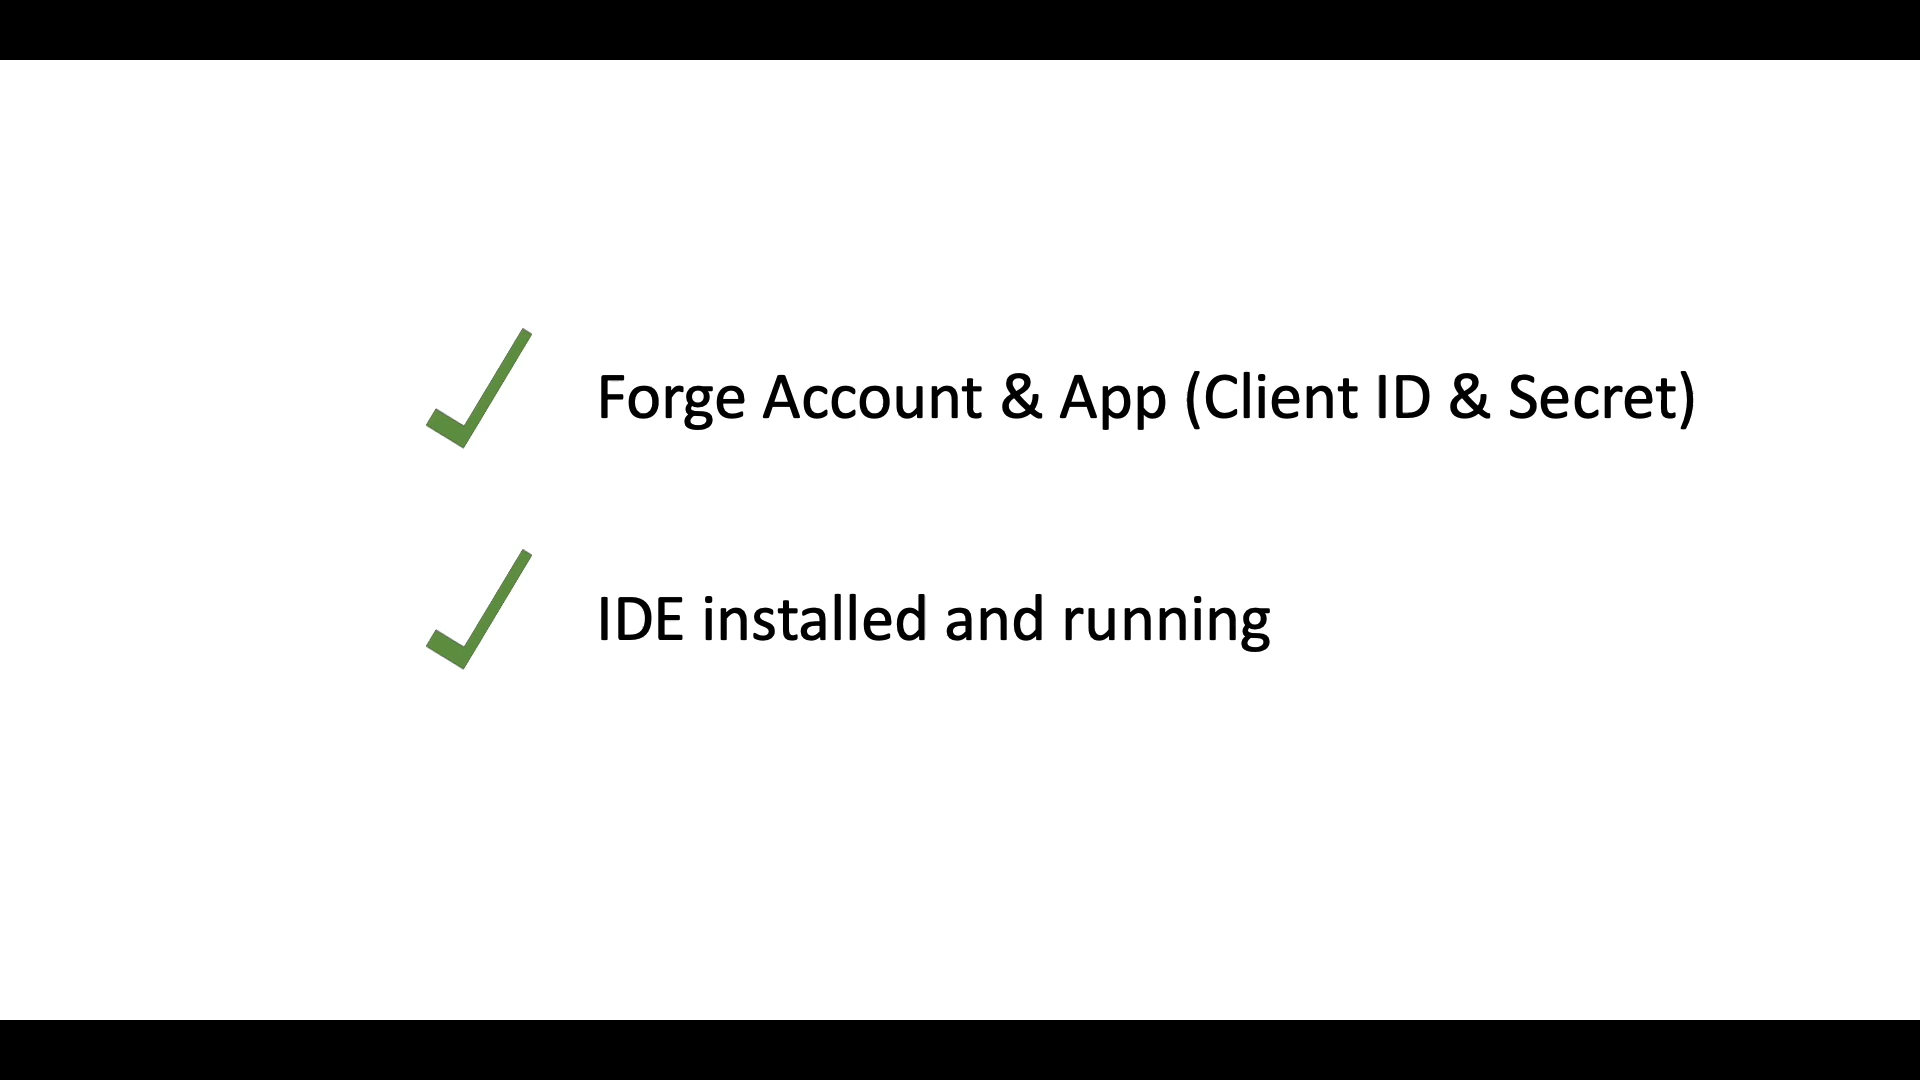 Forge Account & App (Client ID & Secret)
IDE installed and running